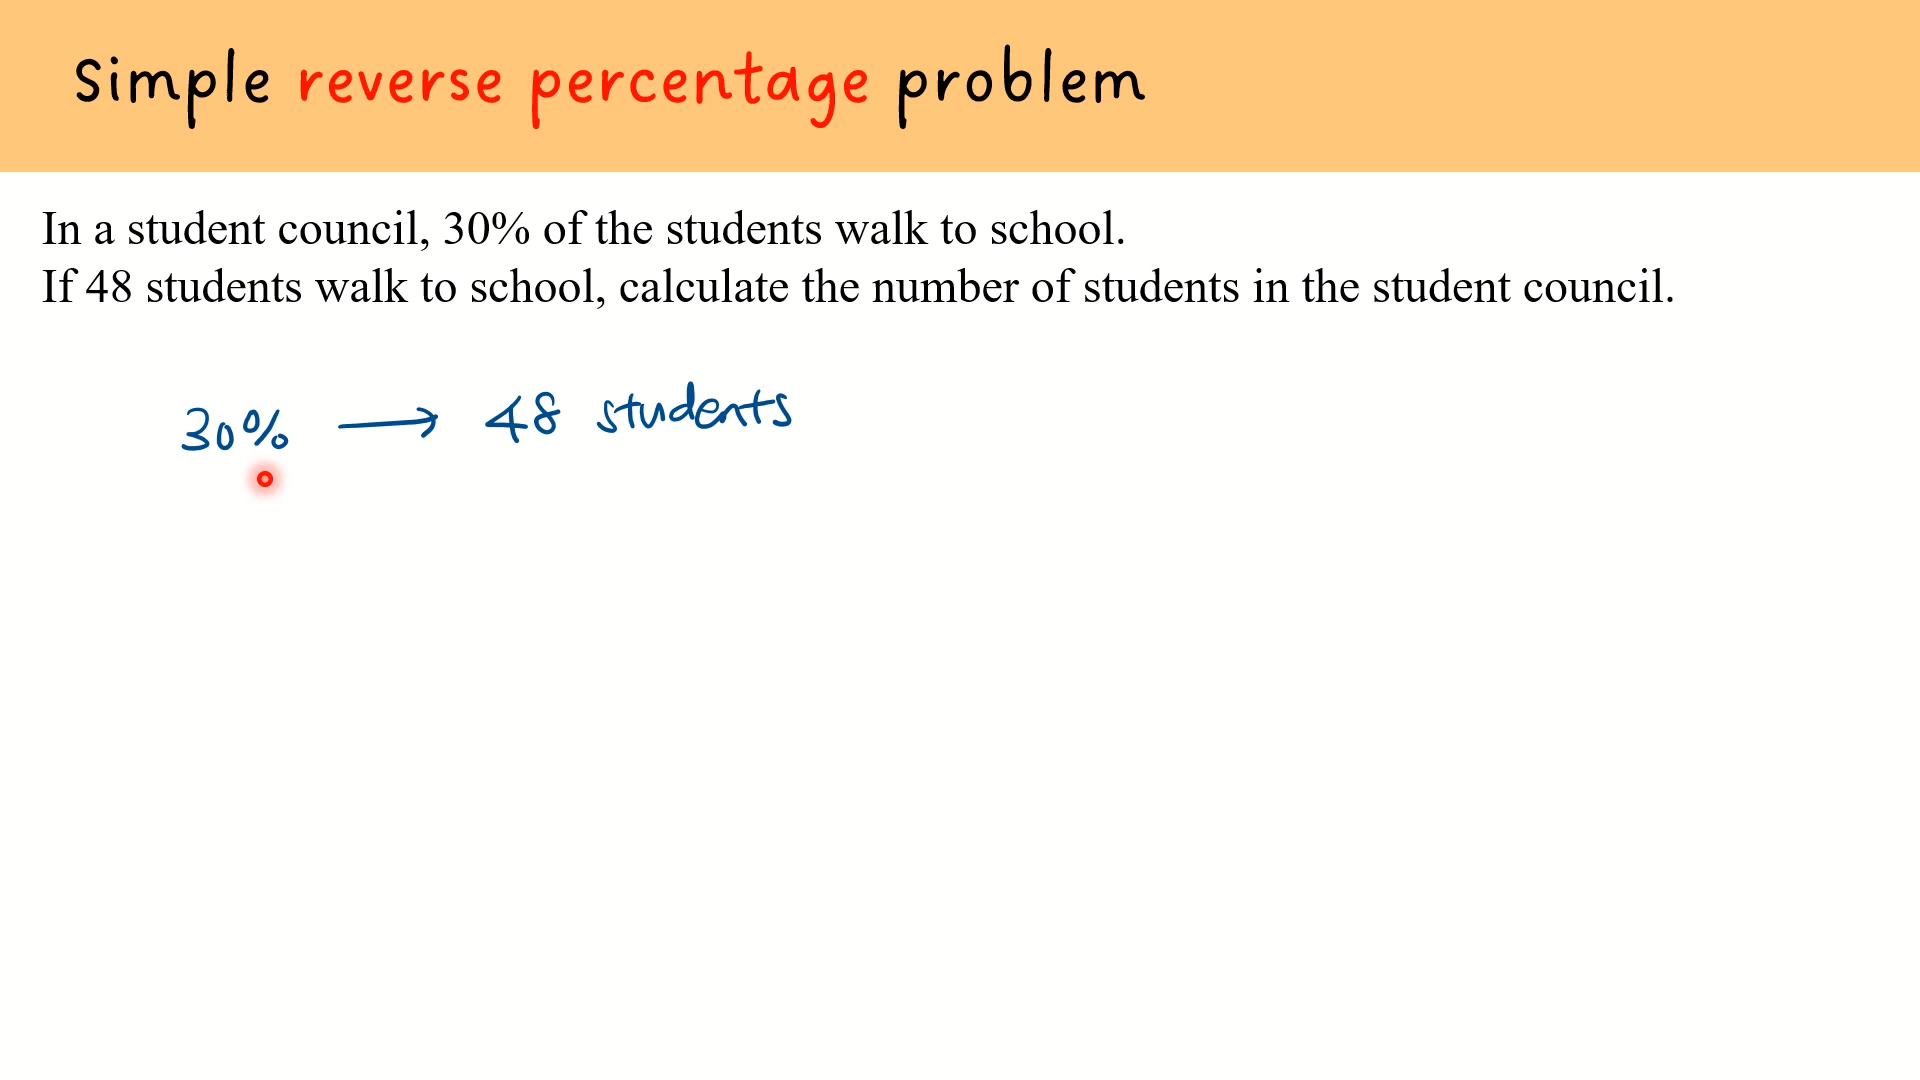 Simple reverse percentage problem
In a student council, 30% of the students walk to school.
If 48 students walk to school, calculate the number of students in the student council.
30% → 48 students